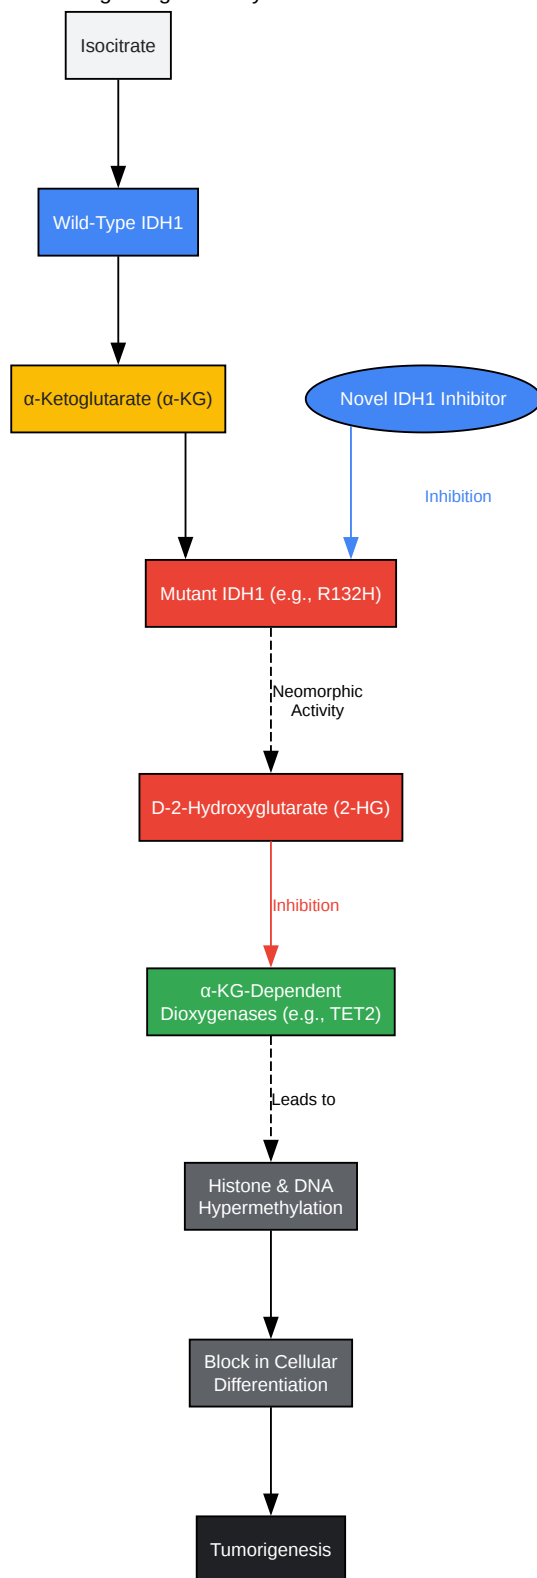 Isocitrate
Wild-Type IDH1
α-Ketoglutarate (α-KG)
Novel IDH1 Inhibitor
Inhibition
Mutant IDH1 (e.g., R132H)
Neomorphic
Activity
D-2-Hydroxyglutarate (2-HG)
Inhibition
α-KG-Dependent
Dioxygenases (e.g., TET2)
Leads to
Histone & DNA
Hypermethylation
Block in Cellular
Differentiation
Tumorigenesis